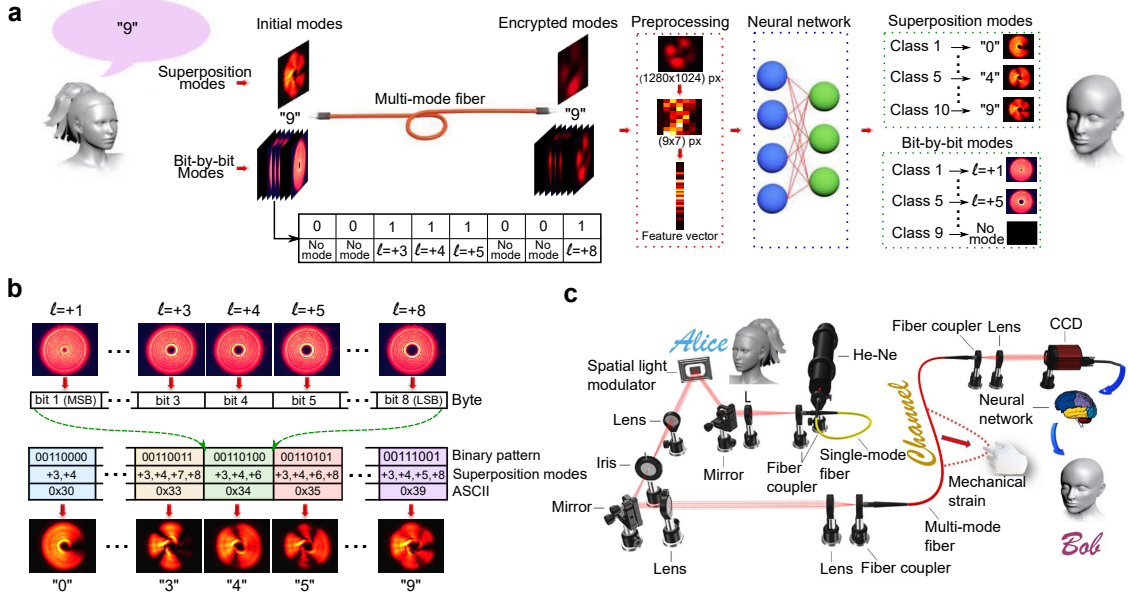 a
"9"
Initial modes
Encrypted modes
Preprocessing
Neural network
Superposition modes
Superposition
modes
"9"
Multi-mode fiber
"9"
Bit-by-bit
Modes
(1280x1024) px
(9x7) px
Feature vector
Class 1
"0"
Class 5
"4"
Class 10
"9"
Bit-by-bit modes
Class 1
ℓ=+1
Class 5
ℓ=+5
Class 9
No
mode
0 0 1 1 1 0 0 1
No mode No mode ℓ=+3 ℓ=+4 ℓ=+5 No mode No mode ℓ=+8
b
ℓ=+1 ℓ=+3 ℓ=+4 ℓ=+5 ℓ=+8
bit 1 (MSB) bit 3 bit 4 bit 5 bit 8 (LSB) Byte
00110000 00110011 00110100 00110101 00111001 Binary pattern
+3,+4 +3,+4,+7,+8 +3,+4,+6 +3,+4,+6,+8 +3,+4,+5,+8 Superposition modes
0x30 0x33 0x34 0x35 0x39 ASCII
"0" "3" "4" "5" "9"
c
Alice
Spatial light
modulator
He-Ne
L
Lens
Iris
Mirror
Mirror
Fiber
coupler
Single-mode
fiber
Lens
Lens
Fiber coupler
Multi-mode
fiber
Channel
Mechanical
strain
Fiber coupler
Lens
CCD
Neural
network
Bob